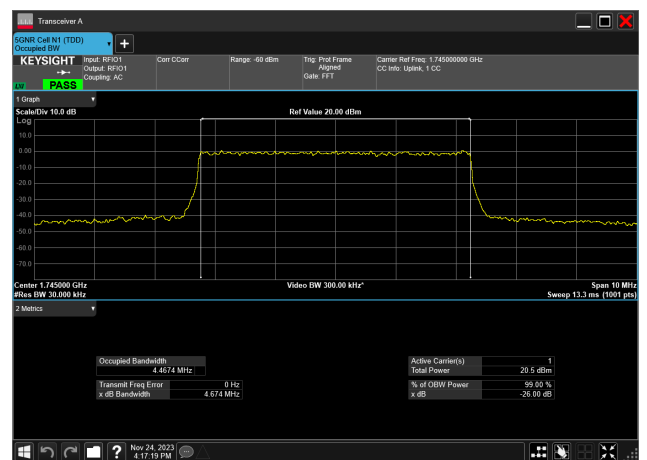 Transceiver A
5GNR Cell N1 (TDD)
Occupied BW
KEYSIGHT
Input: RFIO1
Output: RFIO1
Coupling: AC
Corr CCorr
Range: -60 dBm
Trig: Prot Frame
Aligned
Gate: FFT
Carrier Ref Freq: 1.745000000 GHz
CC Info: Uplink, 1 CC
LV PASS
1 Graph
Scale/Div 10.0 dB
Ref Value 20.00 dBm
Log
10.0
0.00
-10.0
-20.0
-30.0
-40.0
-50.0
-60.0
-70.0
Center 1.745000 GHz
Video BW 300.00 kHz^
Span 10 MHz
#Res BW 30.000 kHz
Sweep 13.3 ms (1001 pts)
2 Metrics
Occupied Bandwidth
4.4674 MHz
Active Carrier(s) 1
Total Power 20.5 dBm
Transmit Freq Error 0 Hz
x dB Bandwidth 4.674 MHz
% of OBW Power 99.00 %
x dB -26.00 dB
Nov 24, 2023
4:17:19 PM